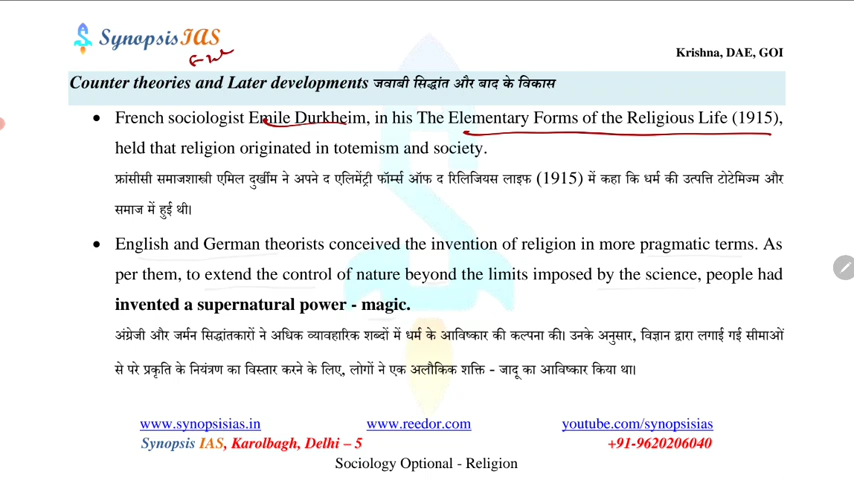 Synopsis IAS
Krishna, DAE, GOI
Counter theories and Later developments जवाबी सिद्धांत और बाद के विकास
• French sociologist Emile Durkheim, in his The Elementary Forms of the Religious Life (1915),
held that religion originated in totemism and society.
फ्रांसीसी समाजशास्त्री एमिल दुर्खीम ने अपने द एलिमेंट्री फॉर्म्स ऑफ द रिलिजियस लाइफ (1915) में कहा कि धर्म की उत्पत्ति टोटेमिज्म और
समाज में हुई थी।
• English and German theorists conceived the invention of religion in more pragmatic terms. As
per them, to extend the control of nature beyond the limits imposed by the science, people had
invented a supernatural power - magic.
अंग्रेजी और जर्मन सिद्धांतकारों ने अधिक व्यावहारिक शब्दों में धर्म के आविष्कार की कल्पना की। उनके अनुसार, विज्ञान द्वारा लगाई गई सीमाओं
से परे प्रकृति के नियंत्रण का विस्तार करने के लिए, लोगों ने एक अलौकिक शक्ति - जादू का आविष्कार किया था।
www.synopsisias.in www.reedor.com youtube.com/synopsisias
Synopsis IAS, Karolbagh, Delhi – 5 +91-9620206040
Sociology Optional - Religion